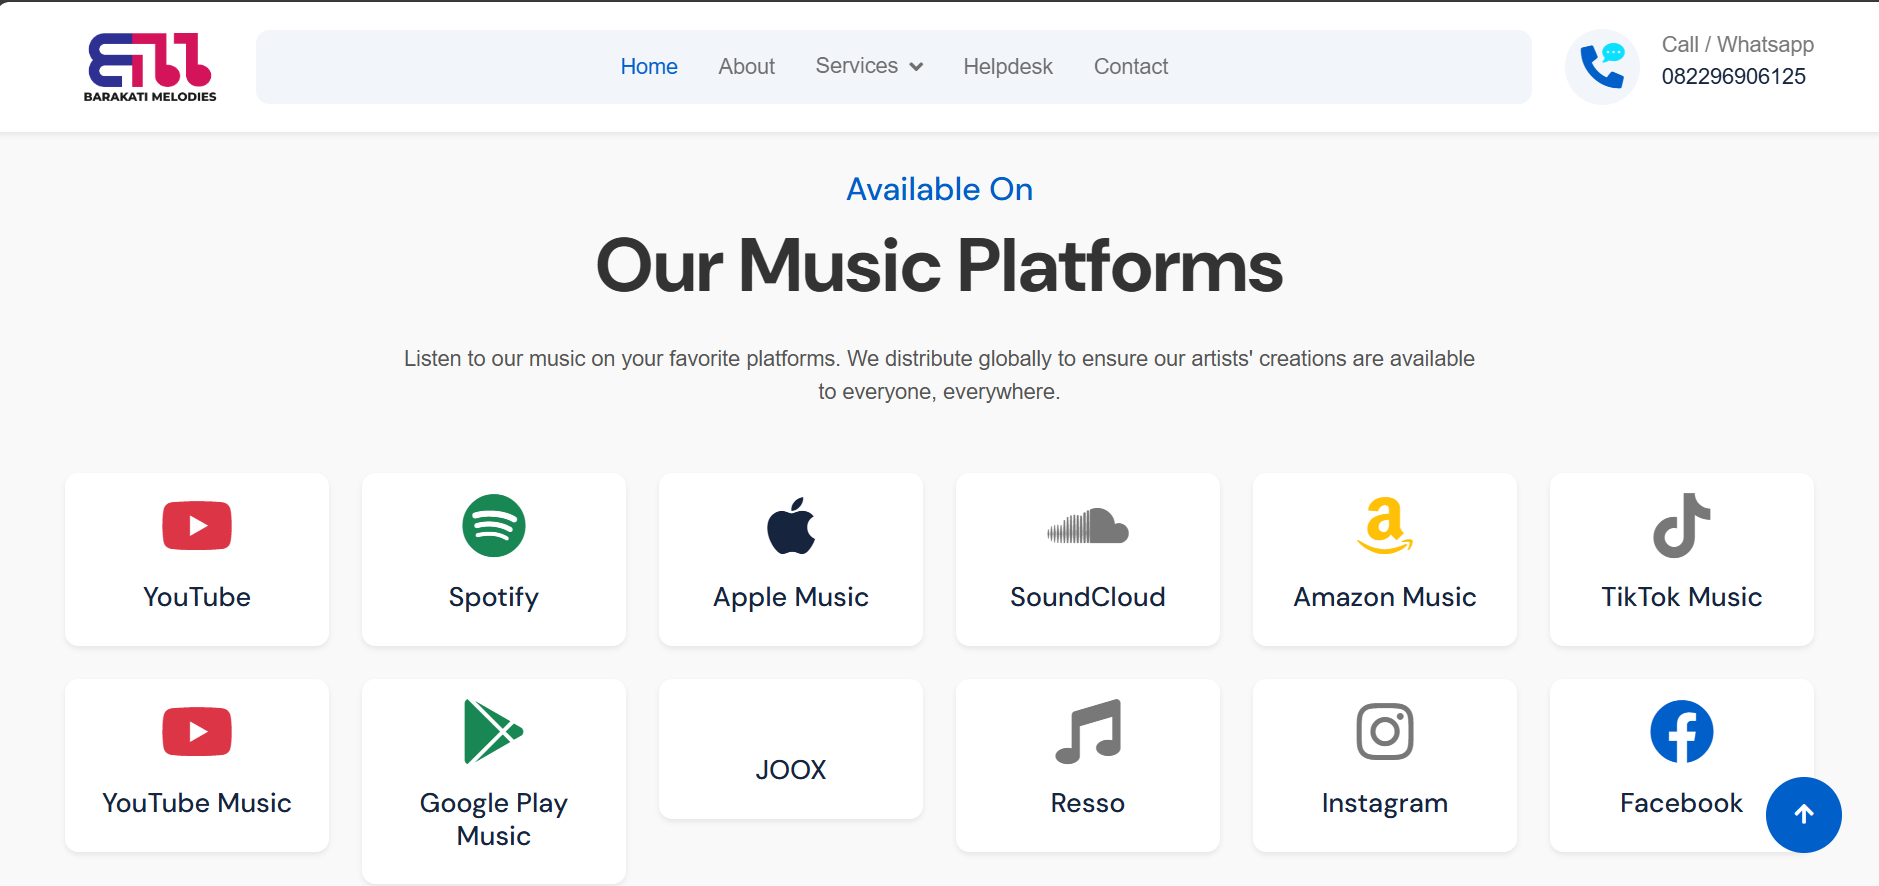 BARAKATI MELODIES
Home
About
Services
Helpdesk
Contact
Call / Whatsapp
082296906125
Available On
Our Music Platforms
Listen to our music on your favorite platforms. We distribute globally to ensure our artists' creations are available
to everyone, everywhere.
YouTube
Spotify
Apple Music
SoundCloud
Amazon Music
TikTok Music
YouTube Music
Google Play
Music
JOOX
Resso
Instagram
Facebook